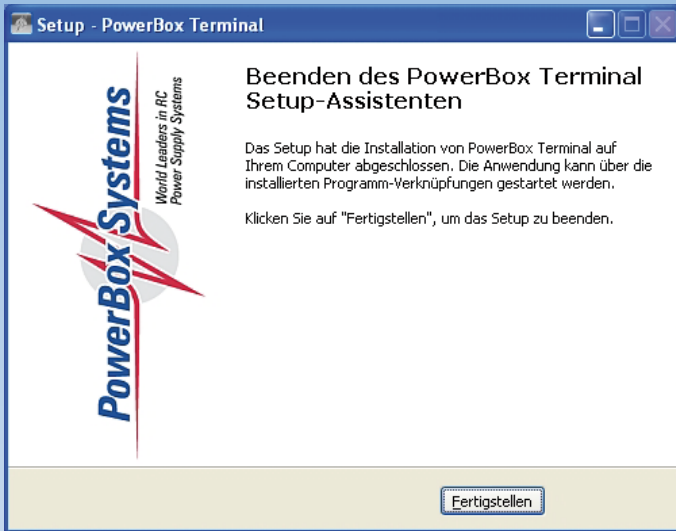 Setup - PowerBox Terminal
PowerBox Systems
World Leaders in RC
Power Supply Systems
Beenden des PowerBox Terminal
Setup-Assistenten
Das Setup hat die Installation von PowerBox Terminal auf
Ihrem Computer abgeschlossen. Die Anwendung kann über die
installierten Programm-Verknüpfungen gestartet werden.
Klicken Sie auf "Fertigstellen", um das Setup zu beenden.
Fertigstellen